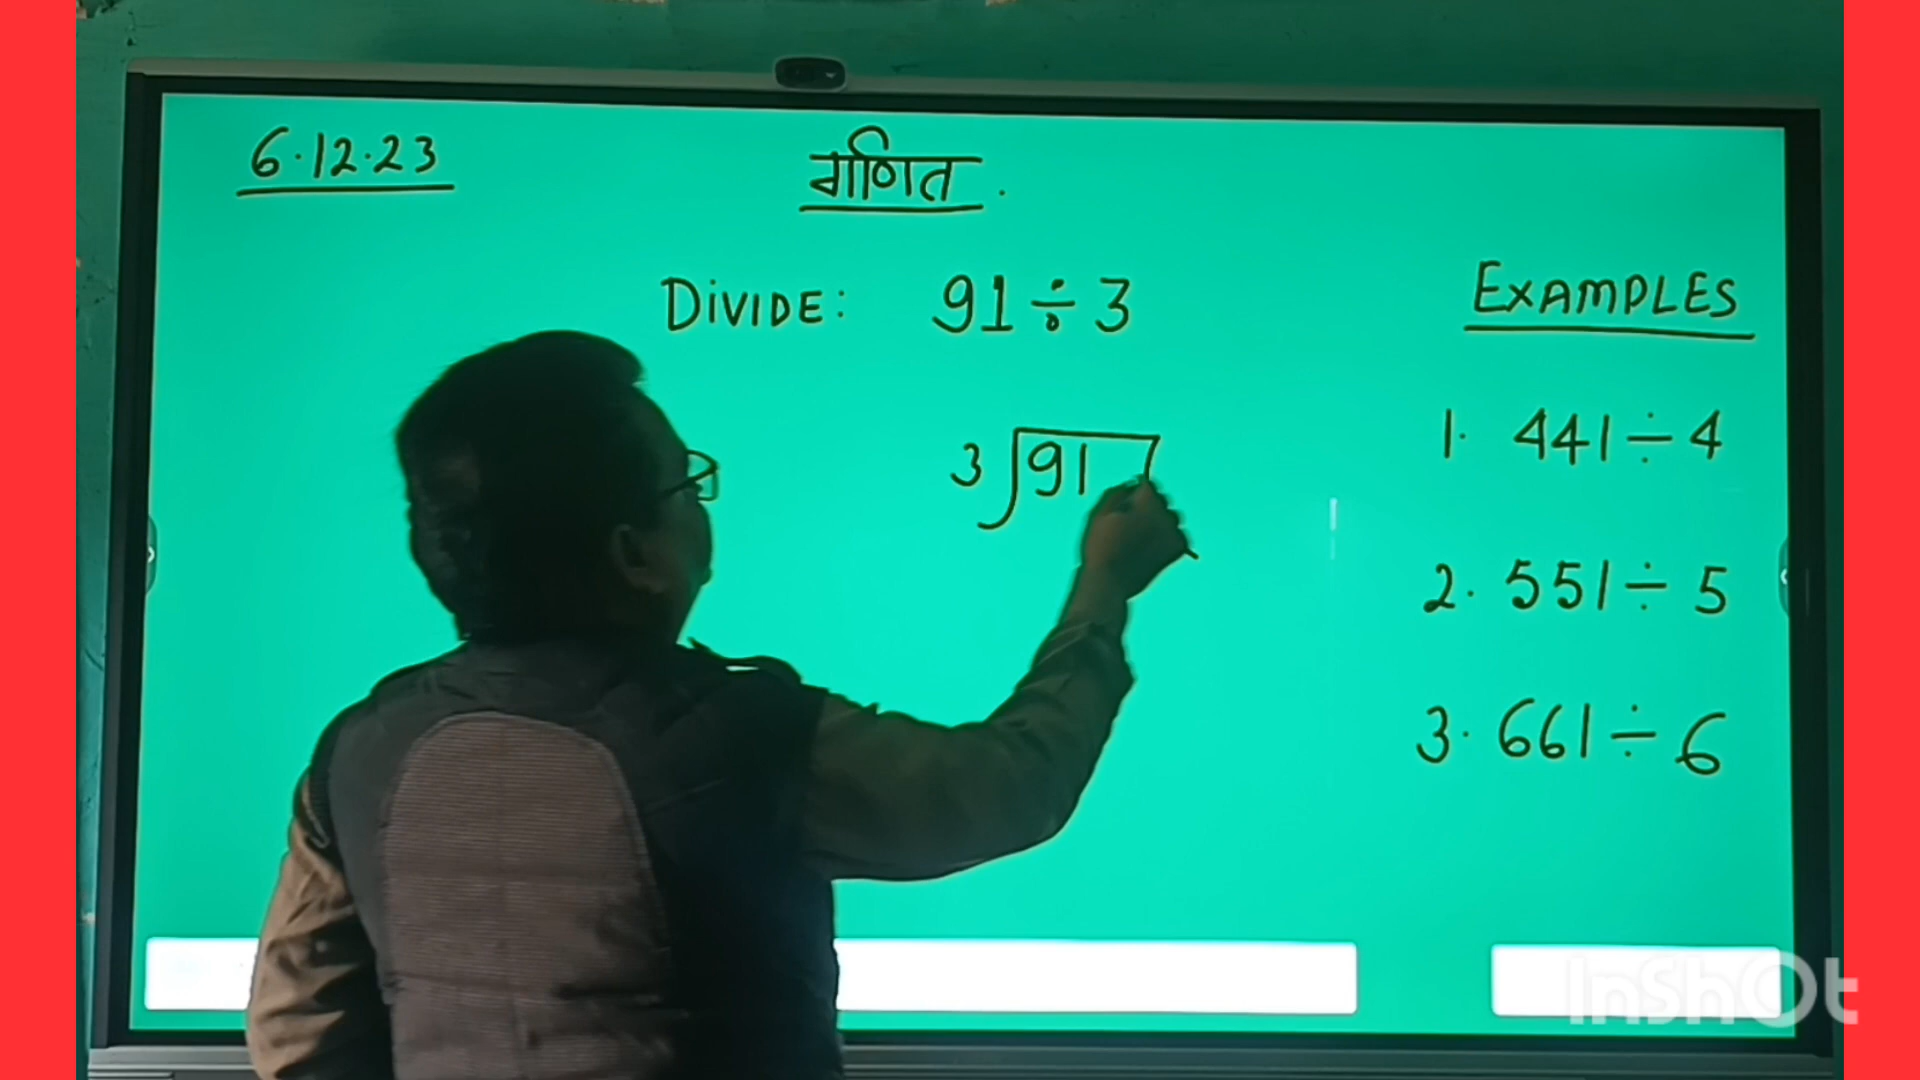 6.12.23
गणित.
DiViDE: 91÷3
3 91
EXAMPLES
1. 441÷4
2. 551÷5
3. 661÷6
InShOt